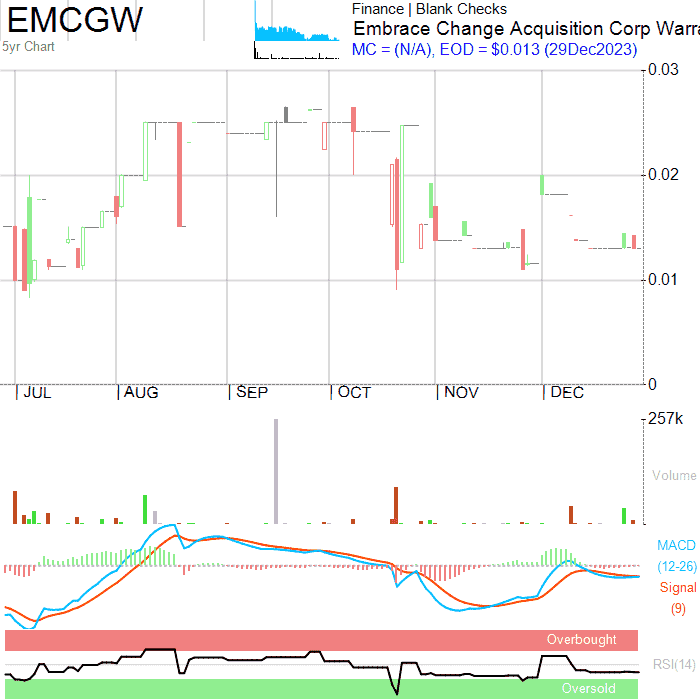 EMCGW
5yr Chart
Finance | Blank Checks
Embrace Change Acquisition Corp Warra
MC = (N/A), EOD = $0.013 (29Dec2023)
0.03
0.02
0.01
0
JUL AUG SEP OCT NOV DEC
257k
Volume
MACD
(12-26)
Signal
(9)
Overbought
RSI(14)
Oversold